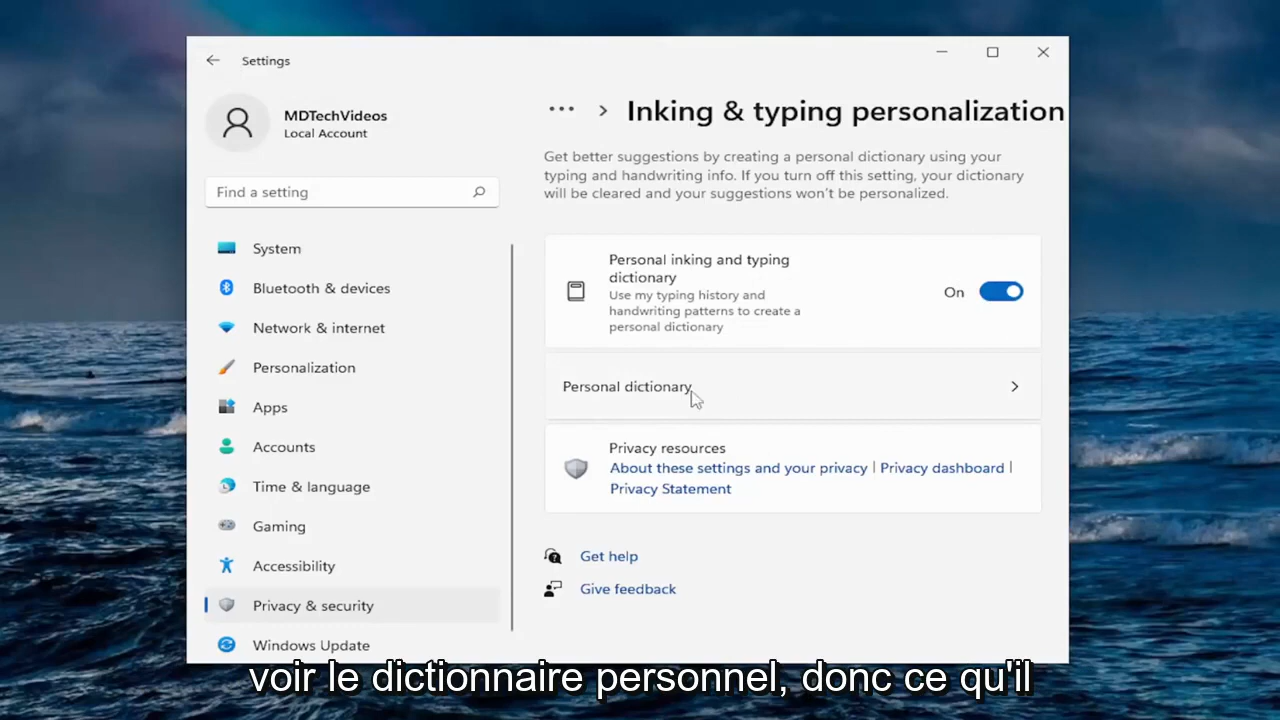 Settings
MDTechVideos
Local Account
Find a setting
System
Bluetooth & devices
Network & internet
Personalization
Apps
Accounts
Time & language
Gaming
Accessibility
Privacy & security
Windows Update
··· > Inking & typing personalization
Get better suggestions by creating a personal dictionary using your
typing and handwriting info. If you turn off this setting, your dictionary
will be cleared and your suggestions won't be personalized.
Personal inking and typing
dictionary
Use my typing history and
handwriting patterns to create a
personal dictionary
On
Personal dictionary
Privacy resources
About these settings and your privacy | Privacy dashboard |
Privacy Statement
Get help
Give feedback
voir le dictionnaire personnel, donc ce qu'il